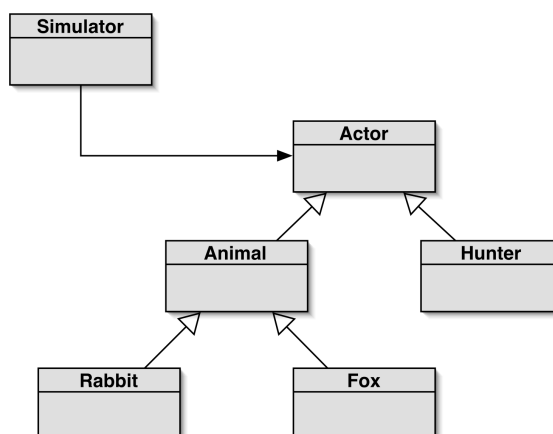 Simulator
Actor
Animal
Hunter
Rabbit
Fox